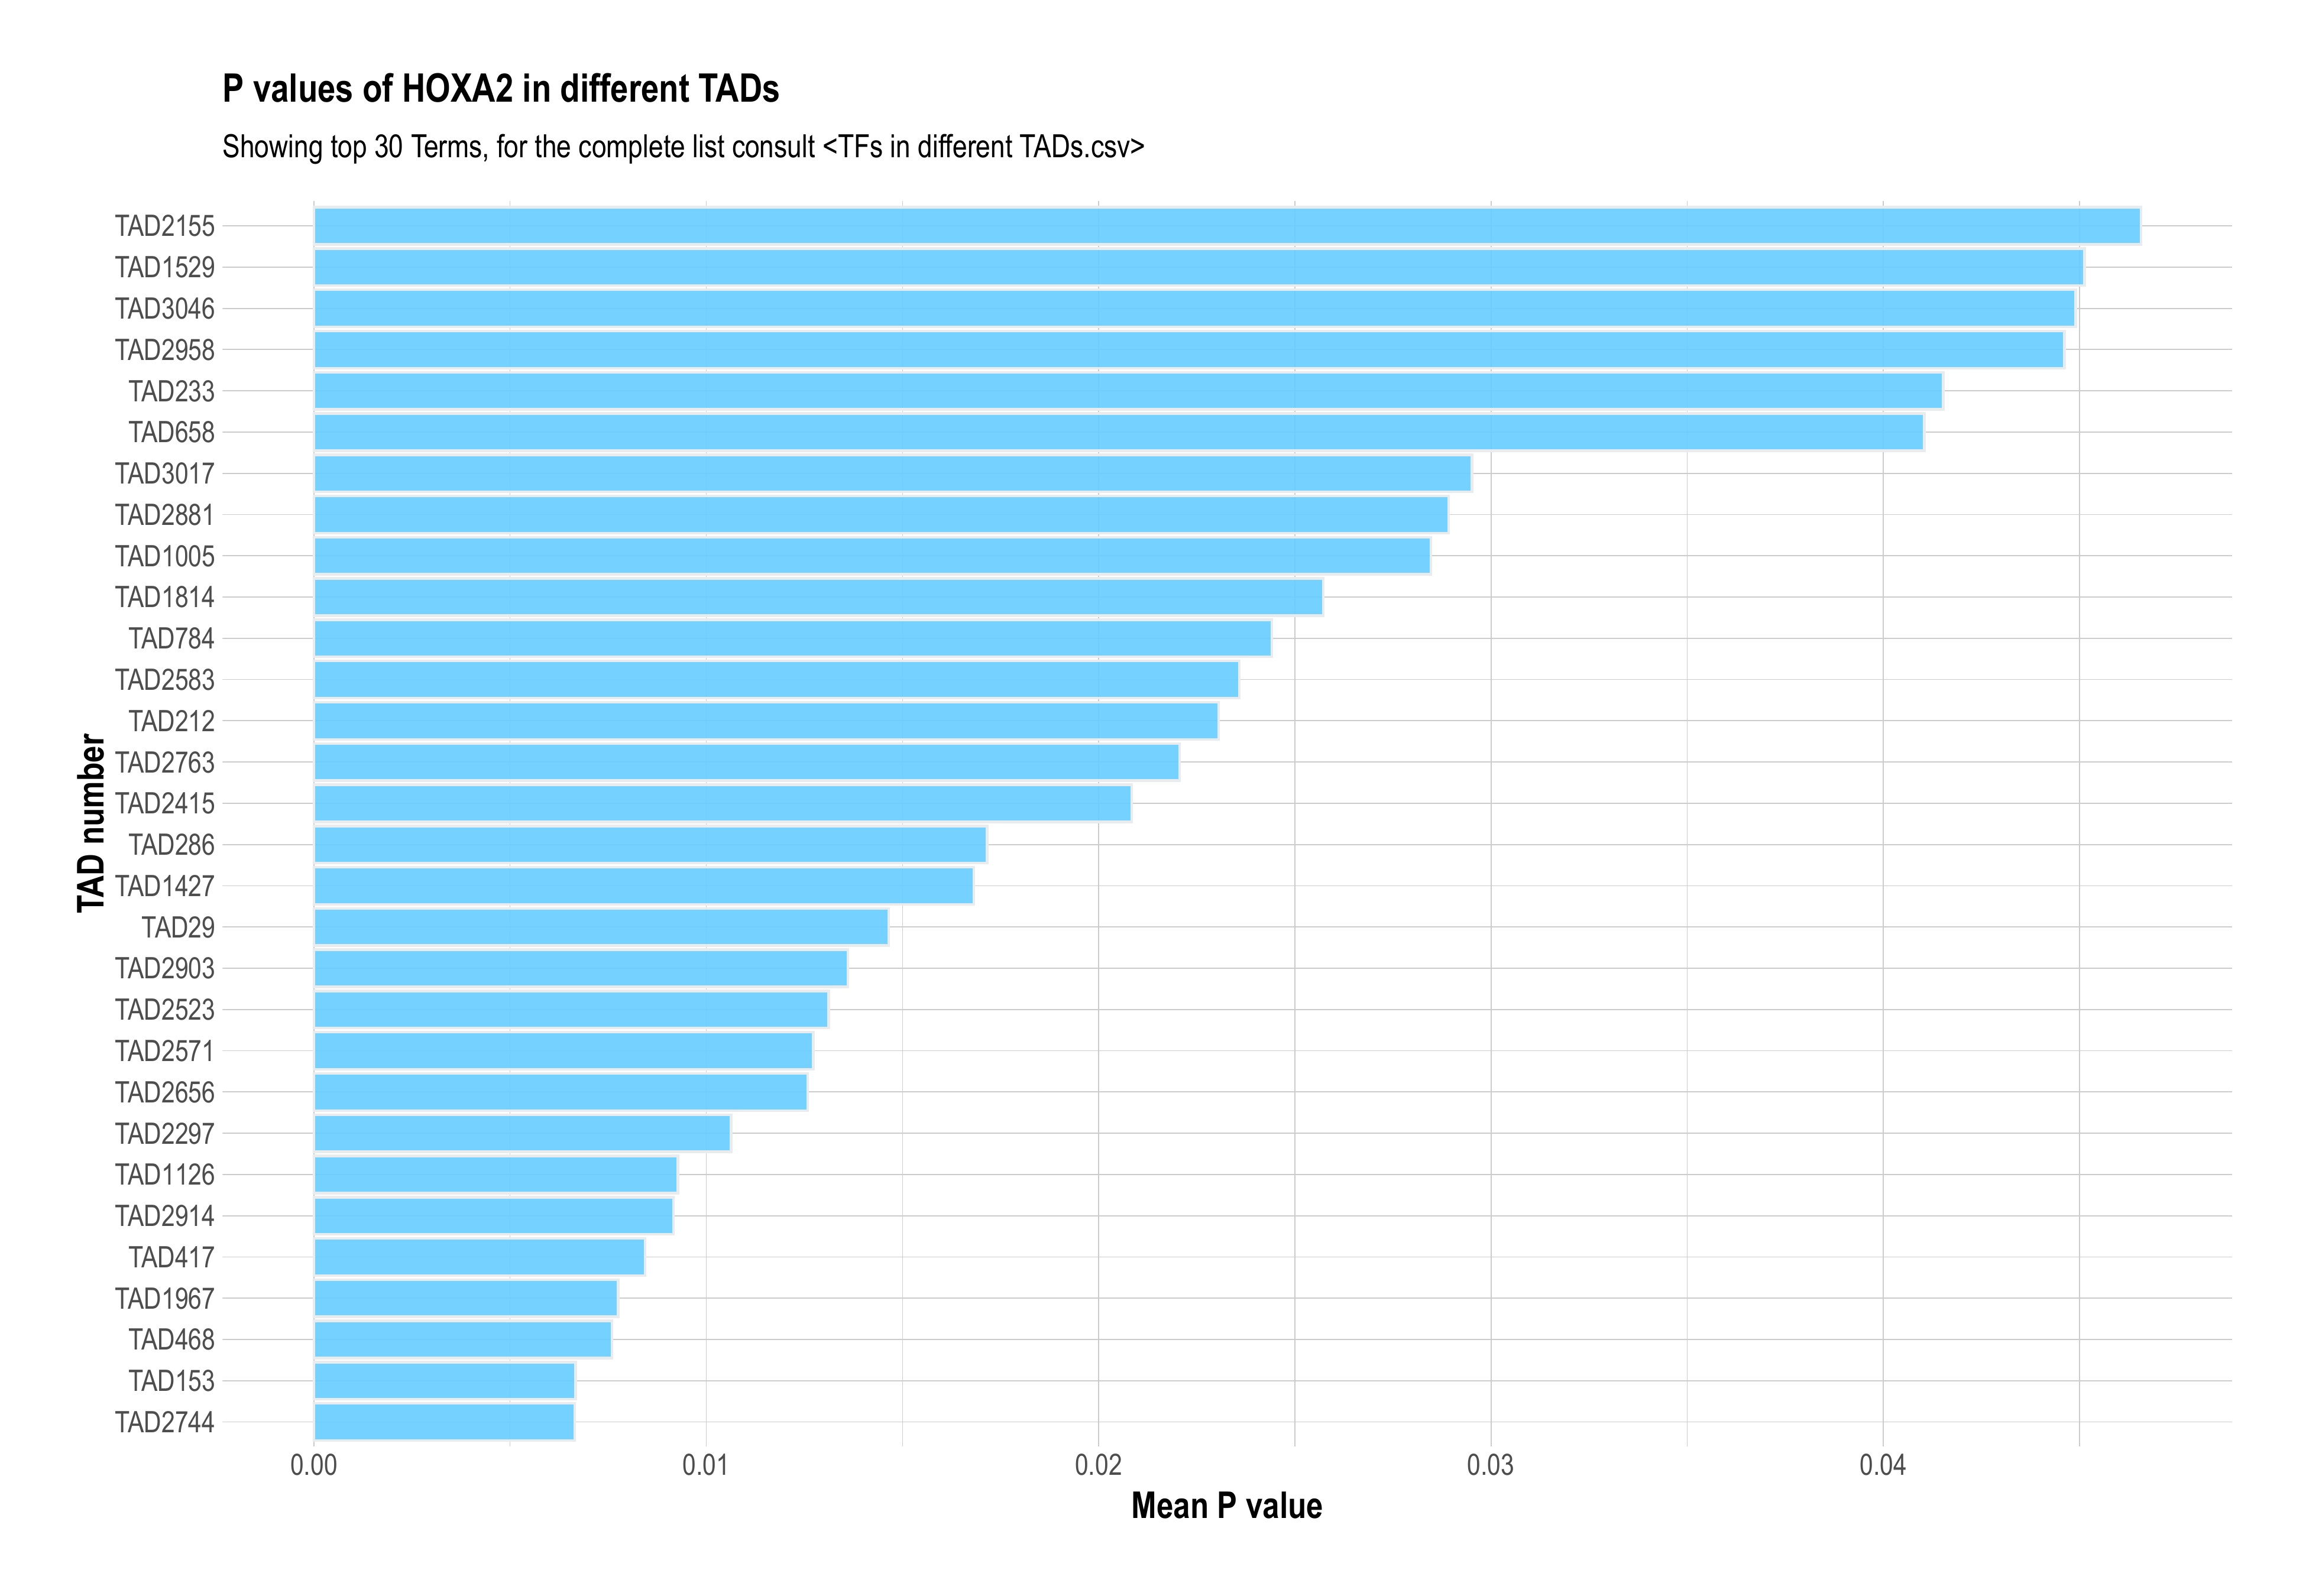 P values of HOXA2 in different TADs
Showing top 30 Terms, for the complete list consult <TFs in different TADs.csv>
TAD number
TAD2155
TAD1529
TAD3046
TAD2958
TAD233
TAD658
TAD3017
TAD2881
TAD1005
TAD1814
TAD784
TAD2583
TAD212
TAD2763
TAD2415
TAD286
TAD1427
TAD29
TAD2903
TAD2523
TAD2571
TAD2656
TAD2297
TAD1126
TAD2914
TAD417
TAD1967
TAD468
TAD153
TAD2744
0.00 0.01 0.02 0.03 0.04
Mean P value